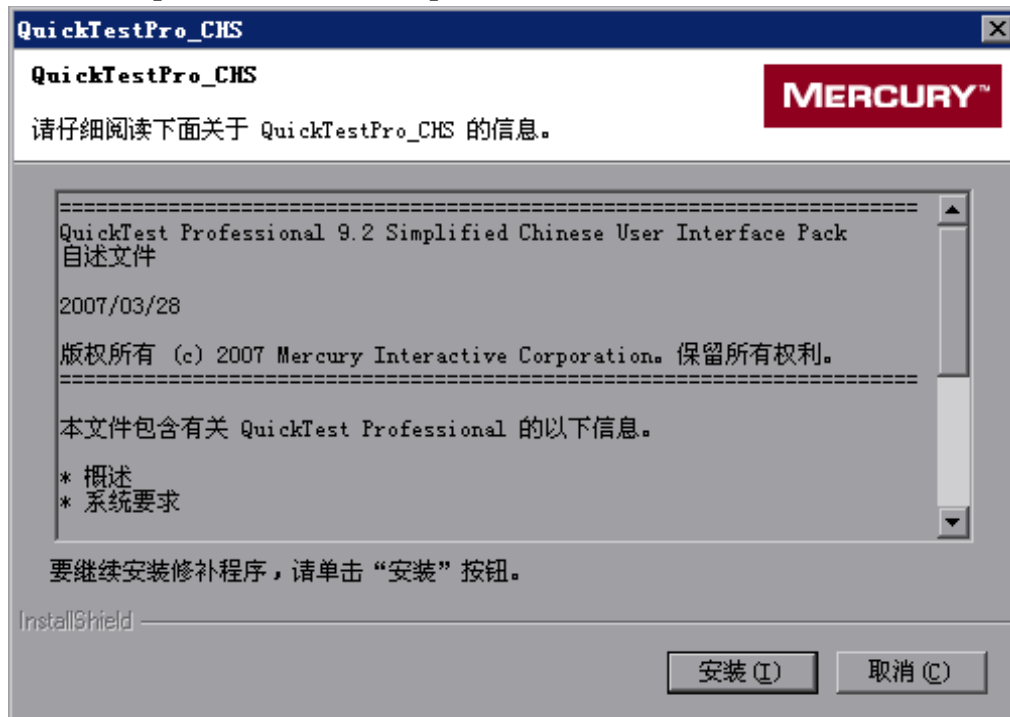 QuickTestPro_CHS
QuickTestPro_CHS
MERCURY™
请仔细阅读下面关于 QuickTestPro_CHS 的信息。
=======================================================================
QuickTest Professional 9.2 Simplified Chinese User Interface Pack
自述文件
2007/03/28
版权所有 (c) 2007 Mercury Interactive Corporation。保留所有权利。
=======================================================================
本文件包含有关 QuickTest Professional 的以下信息。
* 概述
* 系统要求
要继续安装修补程序，请单击“安装”按钮。
InstallShield
安装(I) 取消(C)